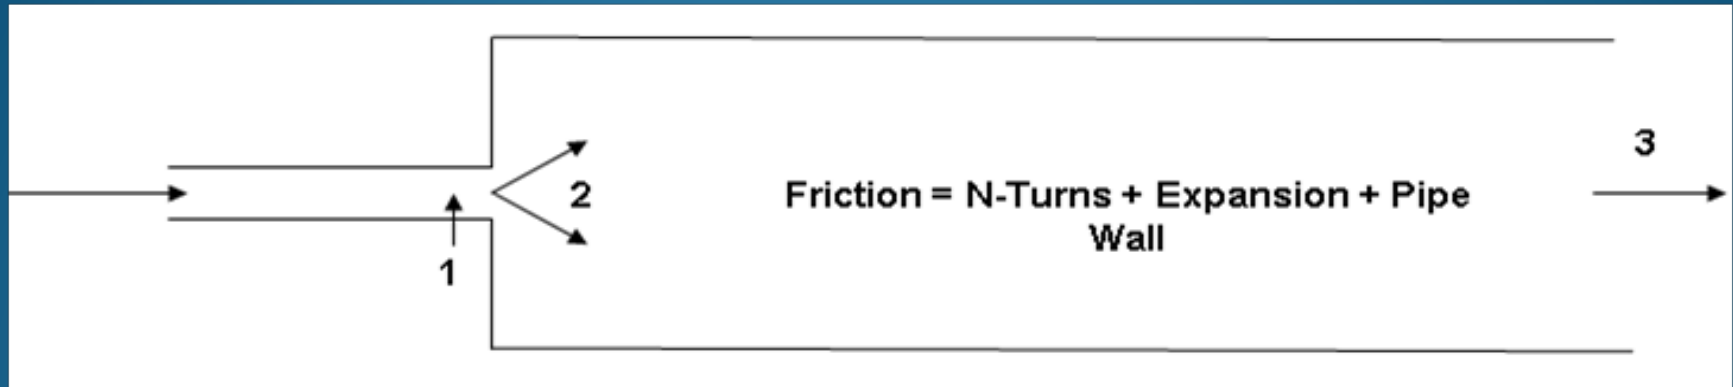 3
2
Friction = N-Turns + Expansion + Pipe
Wall
1